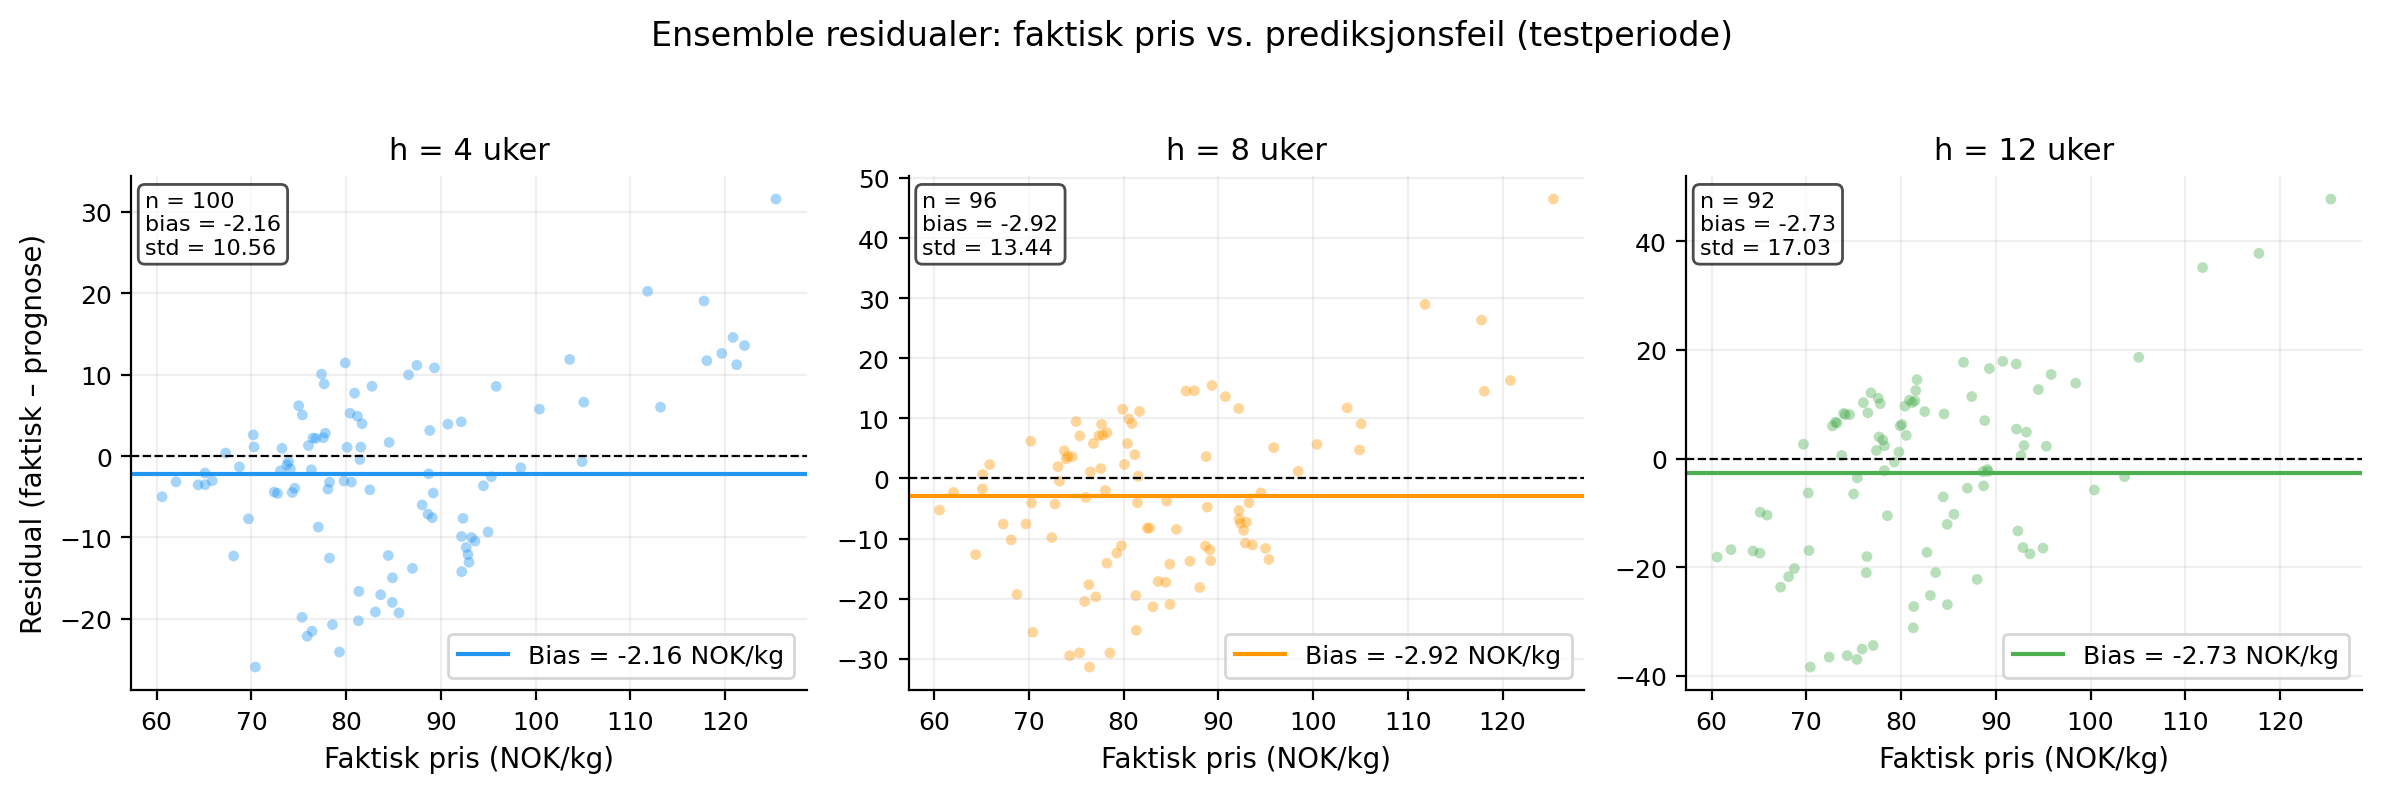 Ensemble residualer: faktisk pris vs. prediksjonsfeil (testperiode)
h = 4 uker
n = 100
bias = -2.16
std = 10.56
Residual (faktisk – prognose)
30
20
10
0
−10
−20
Bias = -2.16 NOK/kg
60 70 80 90 100 110 120
Faktisk pris (NOK/kg)
h = 8 uker
n = 96
bias = -2.92
std = 13.44
50
40
30
20
10
0
−10
−20
−30
Bias = -2.92 NOK/kg
60 70 80 90 100 110 120
Faktisk pris (NOK/kg)
h = 12 uker
n = 92
bias = -2.73
std = 17.03
40
20
0
−20
−40
Bias = -2.73 NOK/kg
60 70 80 90 100 110 120
Faktisk pris (NOK/kg)